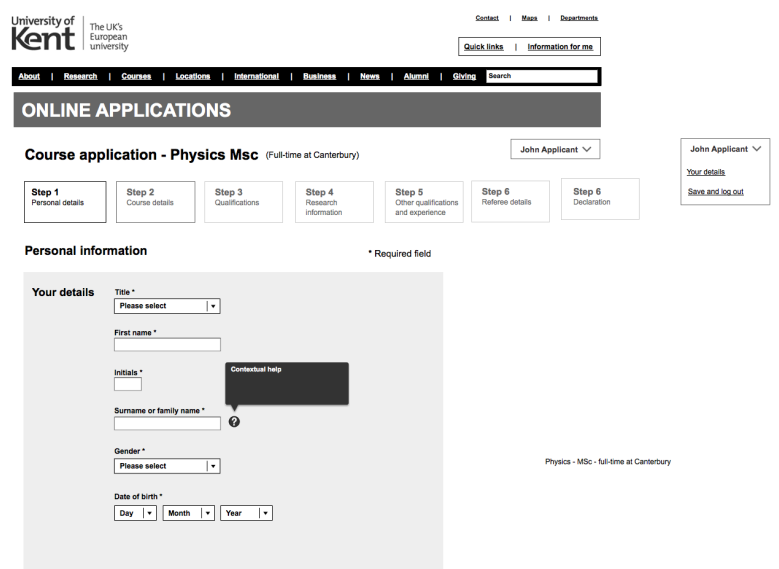 University of
Kent
The UK's
European
university
Contact | Maps | Departments
Quick links | Information for me
About | Research | Courses | Locations | International | Business | News | Alumni | Giving Search
ONLINE APPLICATIONS
Course application - Physics Msc (Full-time at Canterbury)
John Applicant
John Applicant
Your details
Save and log out
Step 1
Personal details
Step 2
Course details
Step 3
Qualifications
Step 4
Research
information
Step 5
Other qualifications
and experience
Step 6
Referee details
Step 6
Declaration
Personal information
* Required field
Your details
Title *
Please select
First name *
Initials *
Contextual help
Surname or family name *
?
Gender *
Please select
Physics - MSc - full-time at Canterbury
Date of birth *
Day Month Year